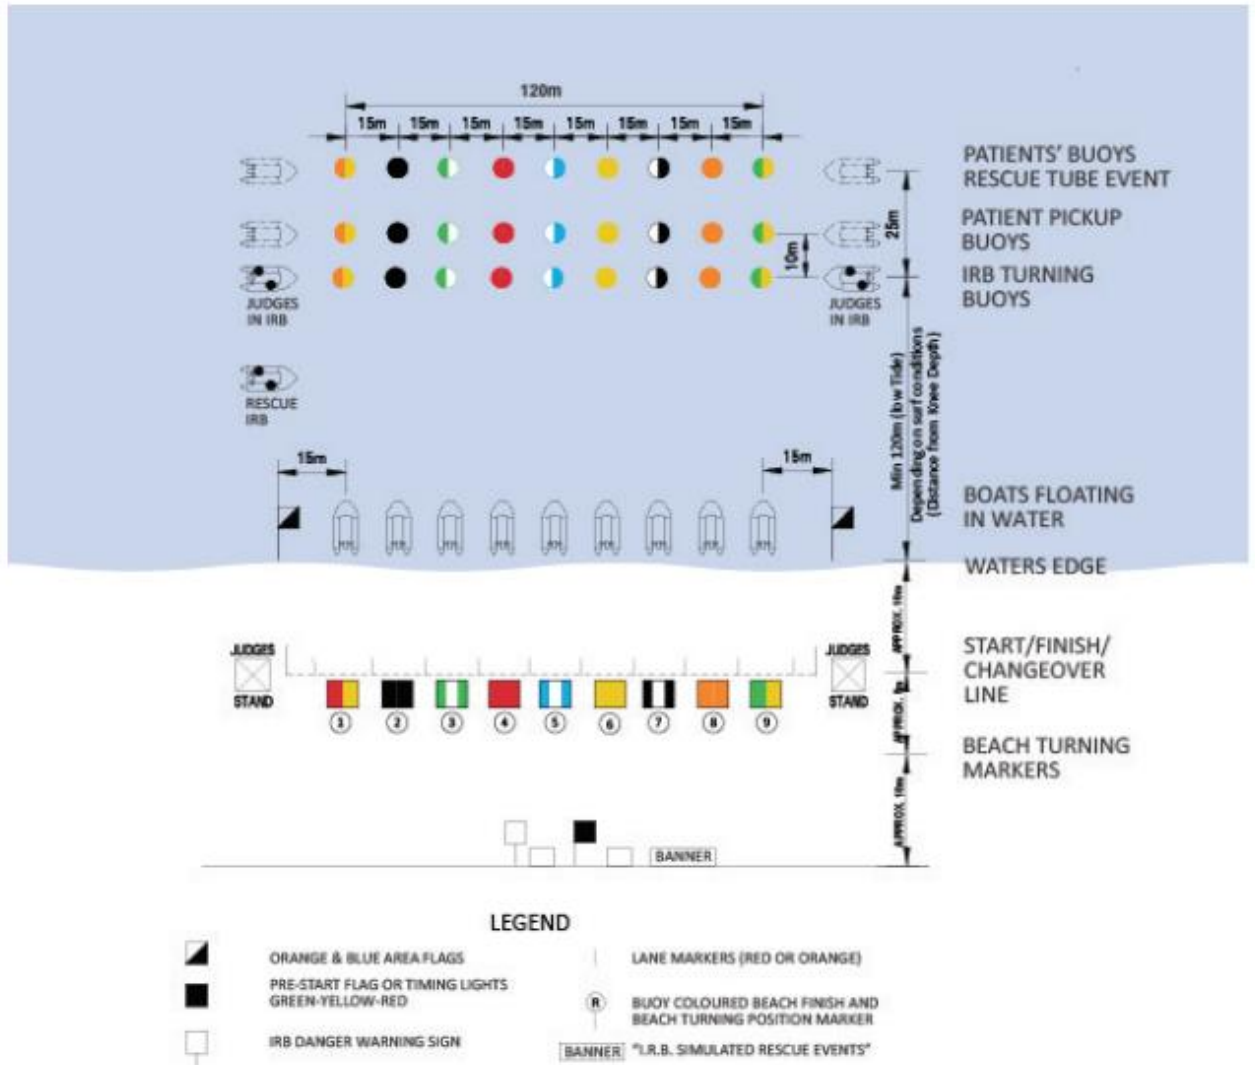 120m
15m 15m 15m 15m 15m 15m 15m 15m
PATIENTS' BUOYS
RESCUE TUBE EVENT
PATIENT PICKUP
BUOYS
25m
10m
IRB TURNING
BUOYS
JUDGES
IN IRB
JUDGES
IN IRB
RESCUE
IRB
Min 120m (low Tide)
Depending on surf conditions
(Distance from Knee Depth)
15m
15m
BOATS FLOATING
IN WATER
WATERS EDGE
APPROX. 10m
JUDGES
STAND
JUDGES
STAND
START/FINISH/
CHANGEOVER
LINE
1 2 3 4 5 6 7 8 9
APPROX.
BEACH TURNING
MARKERS
APPROX. 10m
BANNER
LEGEND
ORANGE & BLUE AREA FLAGS
PRE-START FLAG OR TIMING LIGHTS
GREEN-YELLOW-RED
IRB DANGER WARNING SIGN
LANE MARKERS (RED OR ORANGE)
R
BUOY COLOURED BEACH FINISH AND
BEACH TURNING POSITION MARKER
BANNER "I.R.B. SIMULATED RESCUE EVENTS"